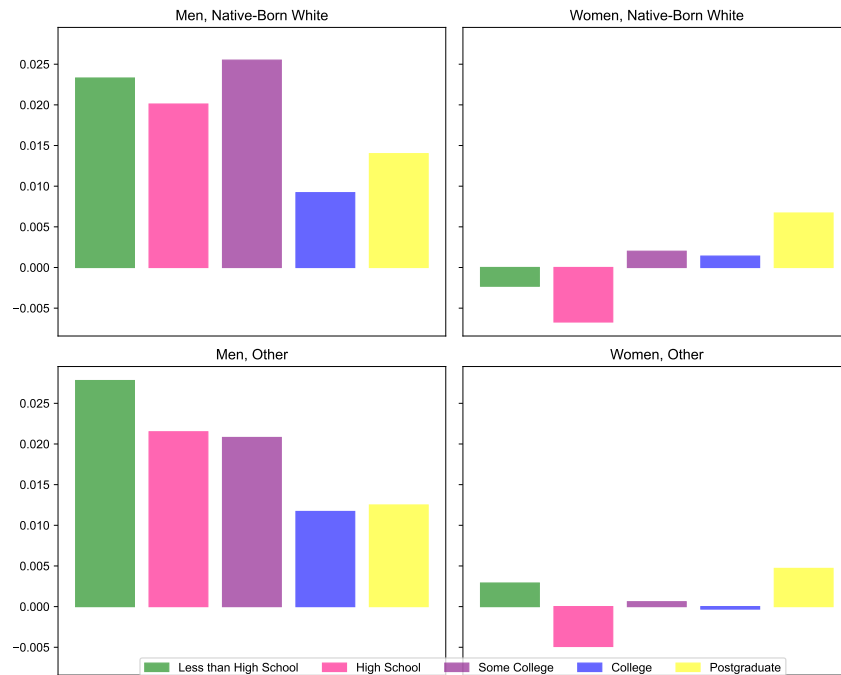 Men, Native-Born White
Women, Native-Born White
0.025
0.020
0.015
0.010
0.005
0.000
−0.005
Men, Other
Women, Other
0.025
0.020
0.015
0.010
0.005
0.000
−0.005
Less than High School High School Some College College Postgraduate